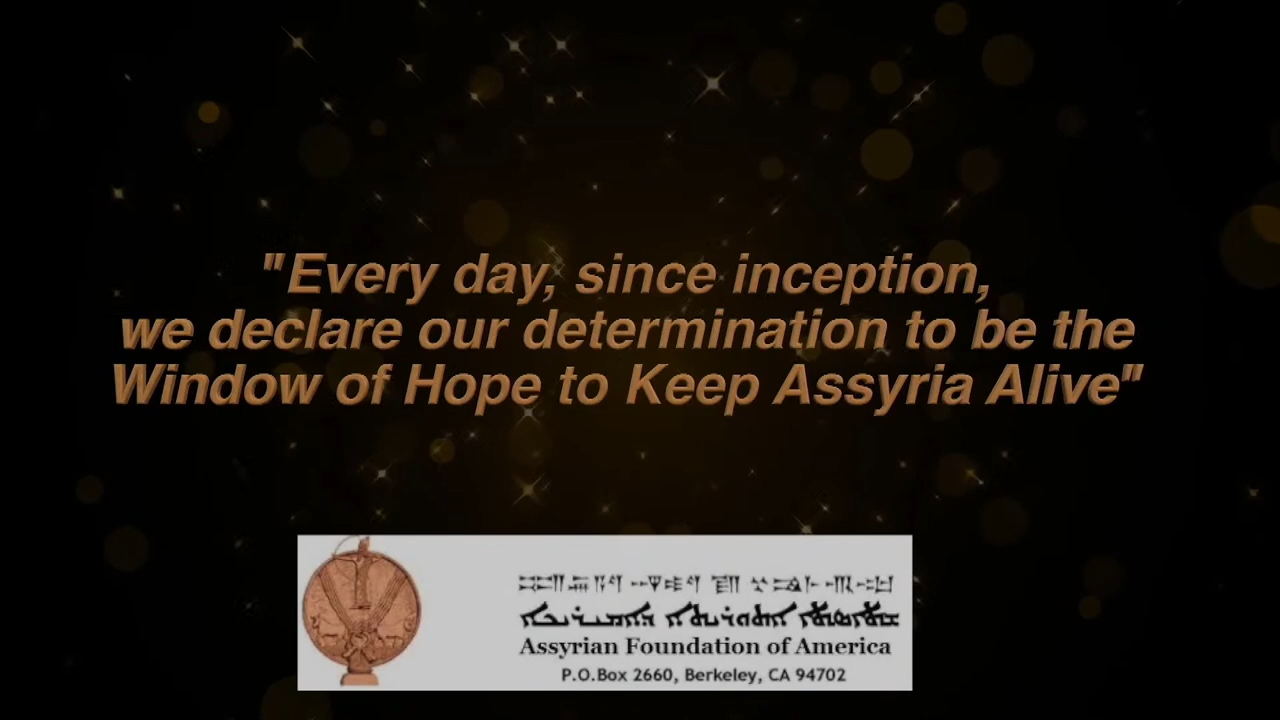 "Every day, since inception,
we declare our determination to be the
Window of Hope to Keep Assyria Alive"
Assyrian Foundation of America
P.O.Box 2660, Berkeley, CA 94702